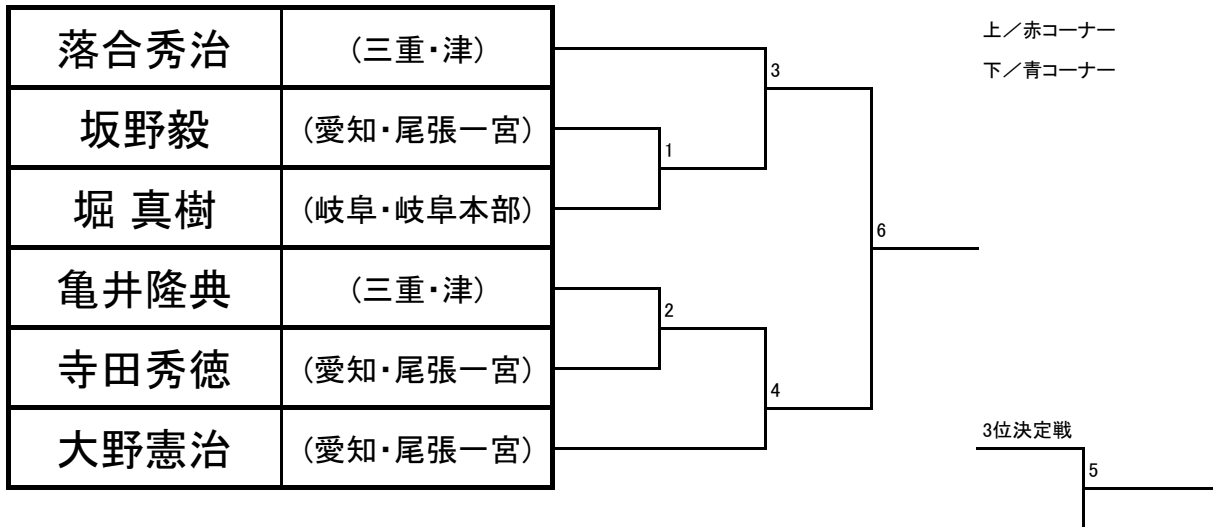 落合秀治 (三重・津)
坂野毅 (愛知・尾張一宮)
堀 真樹 (岐阜・岐阜本部)
亀井隆典 (三重・津)
寺田秀徳 (愛知・尾張一宮)
大野憲治 (愛知・尾張一宮)
1
2
3
4
6
上／赤コーナー
下／青コーナー
3位決定戦
5